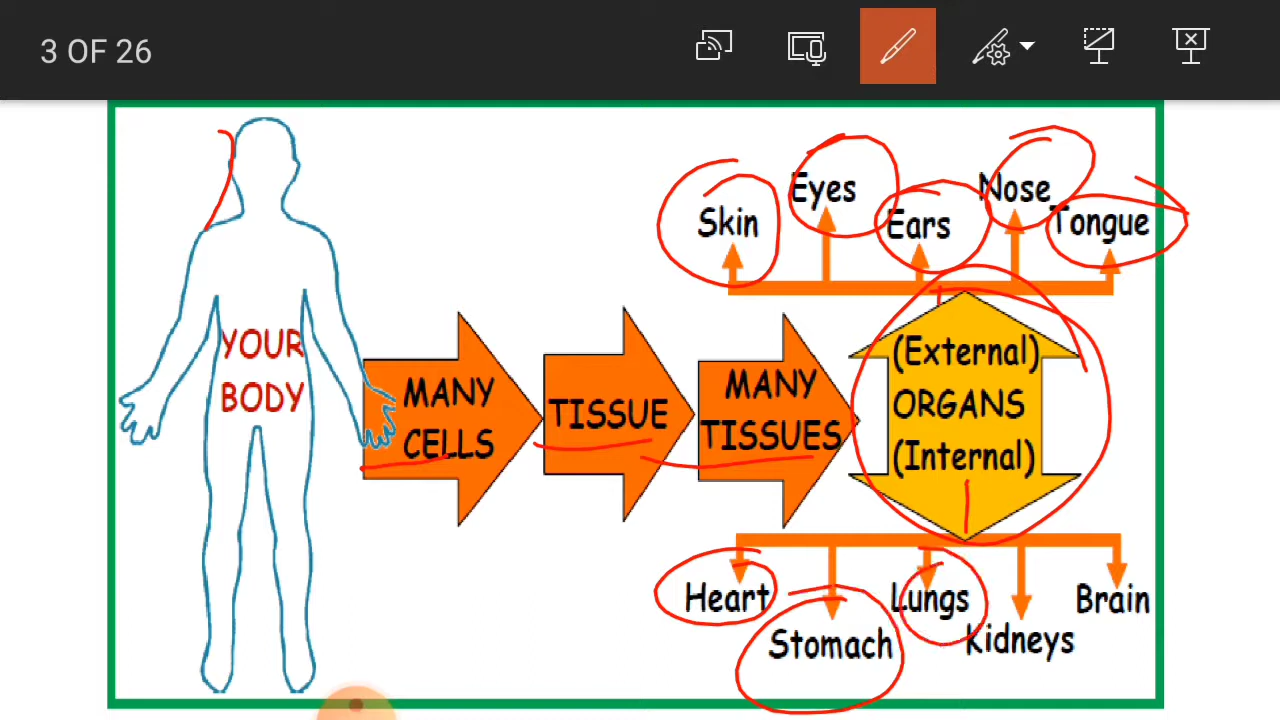 3 OF 26
Eyes
Nose
Skin
Ears
Tongue
YOUR
BODY
MANY
CELLS
TISSUE
MANY
TISSUES
(External)
ORGANS
(Internal)
Heart
Lungs
Brain
Stomach
Kidneys